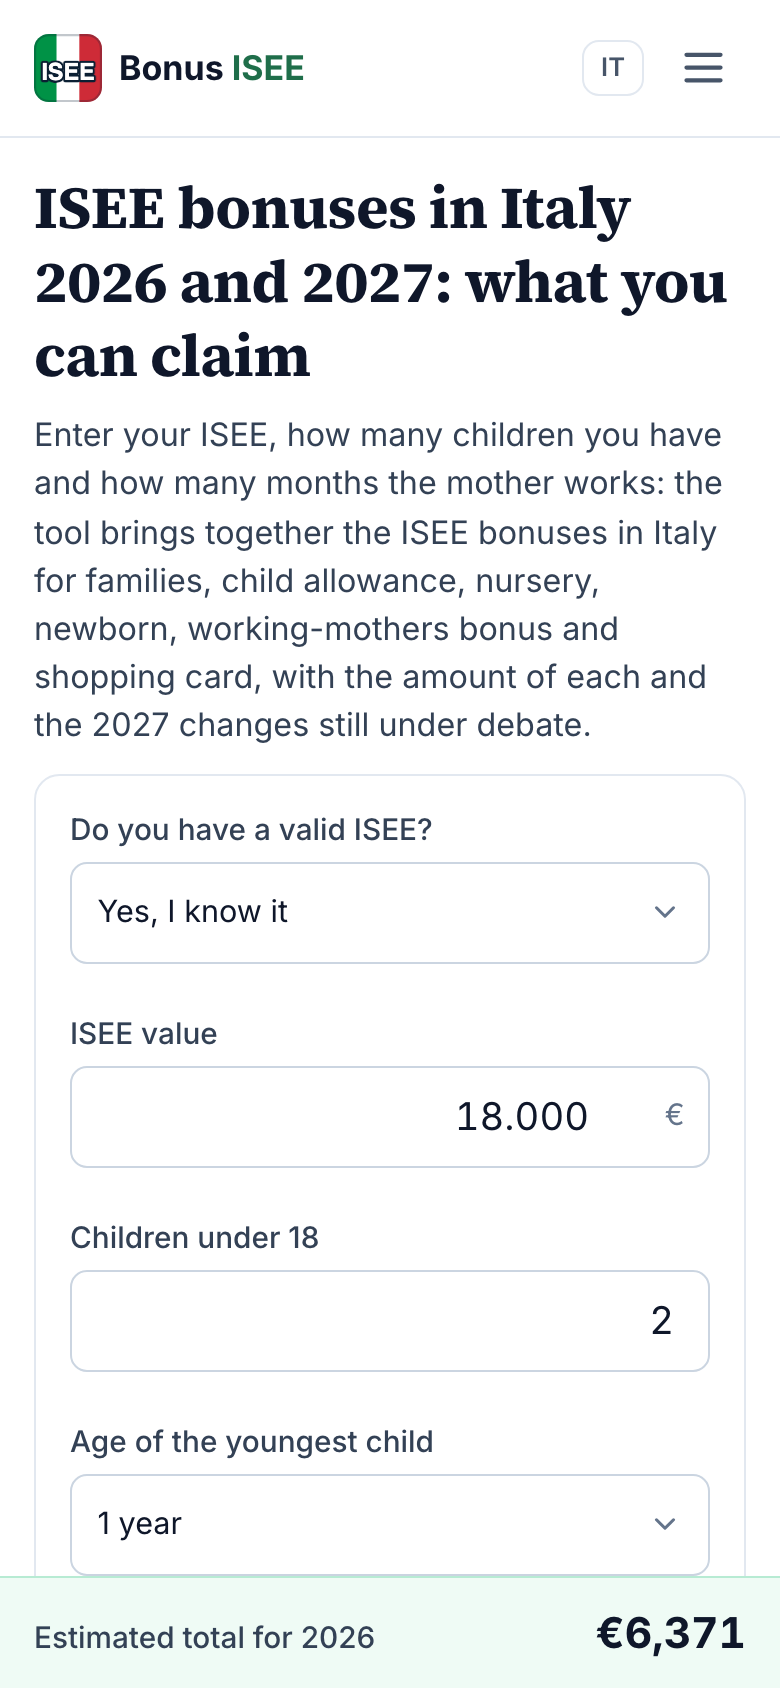 ISEE
Bonus ISEE
IT
ISEE bonuses in Italy
2026 and 2027: what you
can claim
Enter your ISEE, how many children you have
and how many months the mother works: the
tool brings together the ISEE bonuses in Italy
for families, child allowance, nursery,
newborn, working-mothers bonus and
shopping card, with the amount of each and
the 2027 changes still under debate.
Do you have a valid ISEE?
Yes, I know it
ISEE value
18.000 €
Children under 18
2
Age of the youngest child
1 year
Estimated total for 2026 €6,371